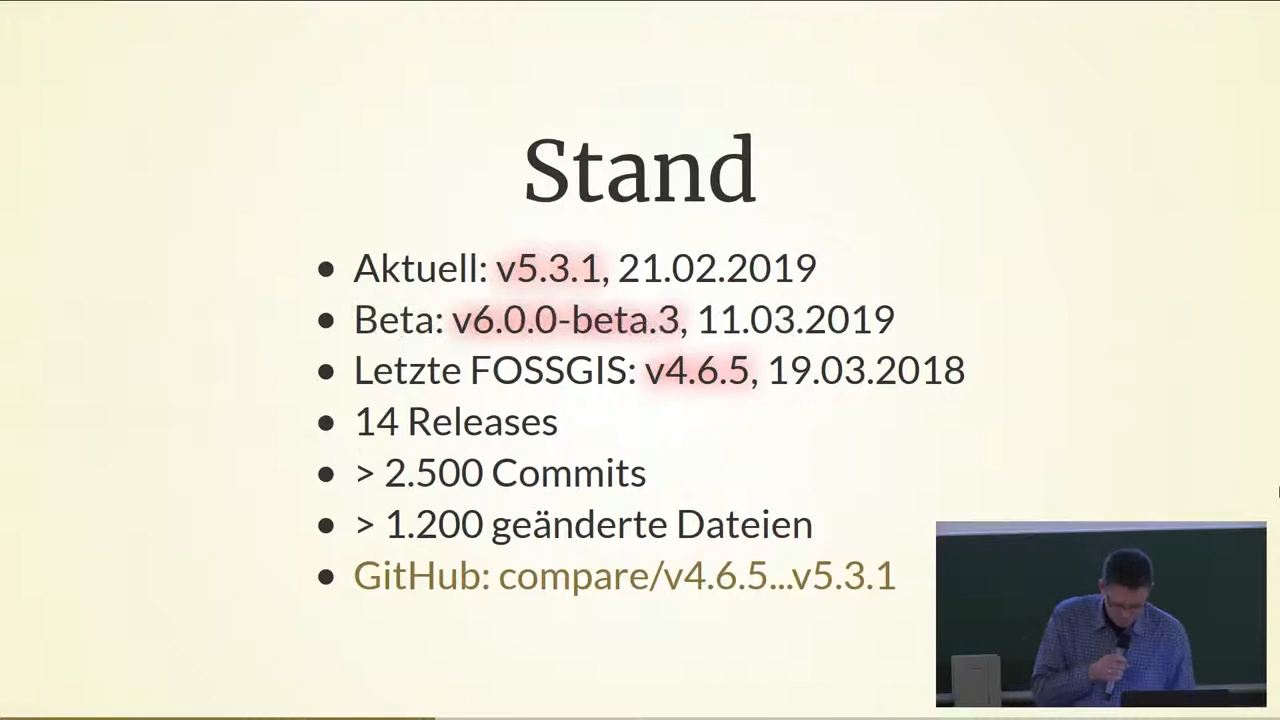 Stand
Aktuell: v5.3.1, 21.02.2019
Beta: v6.0.0-beta.3, 11.03.2019
Letzte FOSSGIS: v4.6.5, 19.03.2018
14 Releases
> 2.500 Commits
> 1.200 geänderte Dateien
GitHub: compare/v4.6.5...v5.3.1